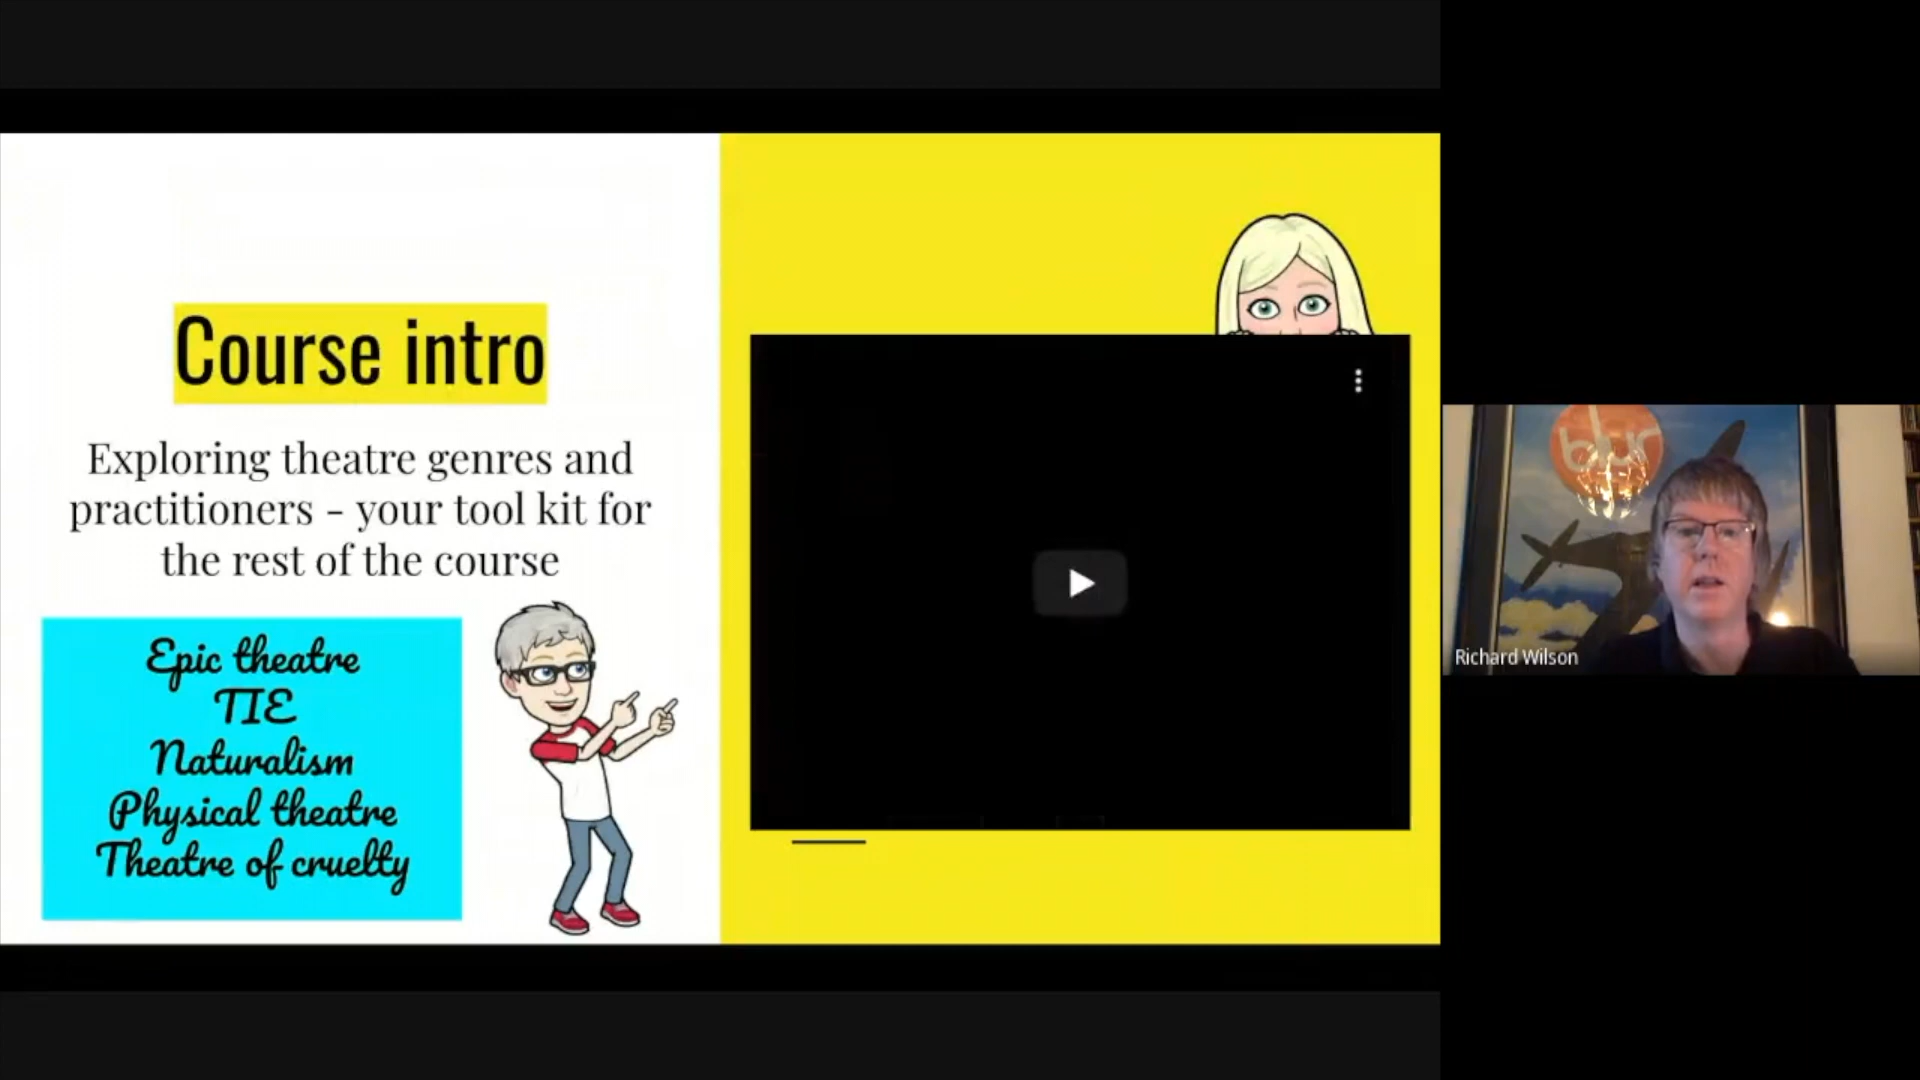 Course intro
Exploring theatre genres and
practitioners - your tool kit for
the rest of the course
Epic theatre
TIE
Naturalism
Physical theatre
Theatre of cruelty
blur
Richard Wilson